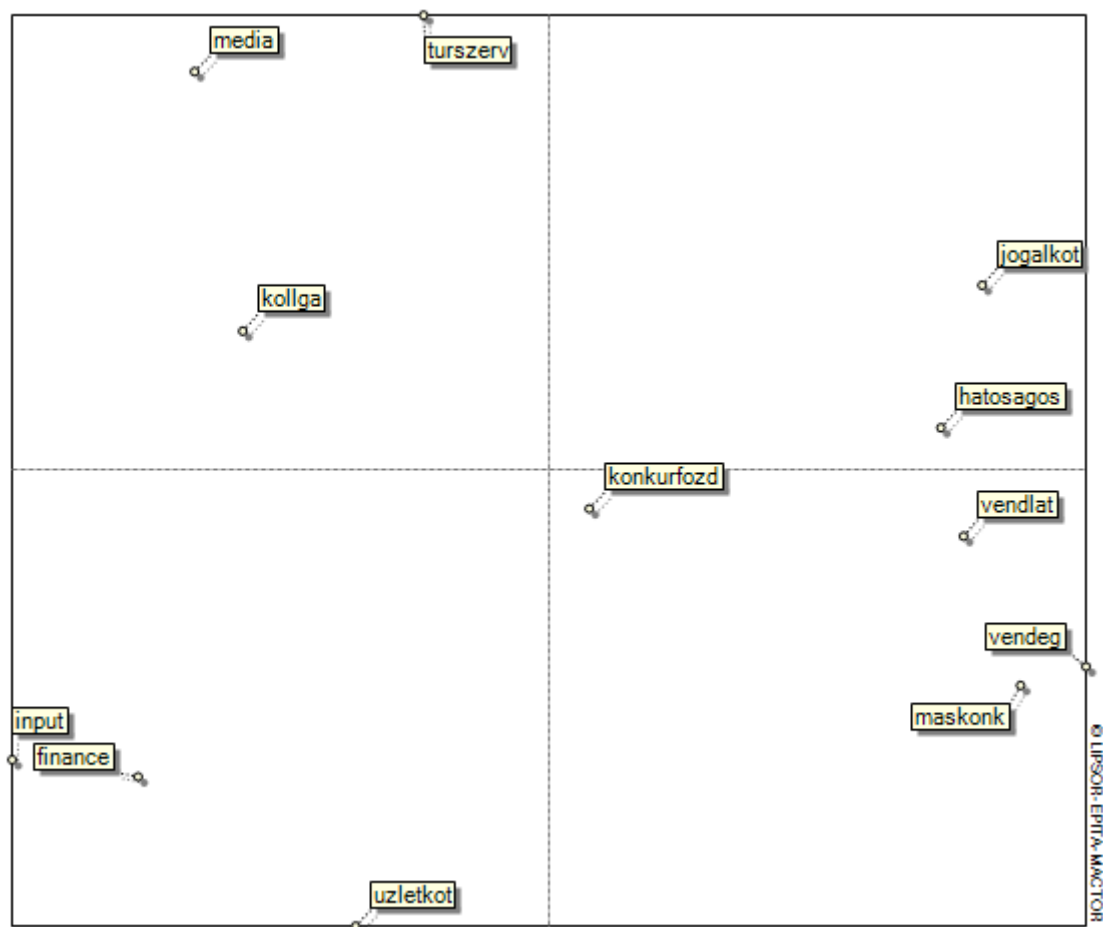 media
turszerv
jogalkot
kollga
hatosagos
konkurfozd
vendlat
vendeg
input
maskonk
finance
uzletkot
© LIPSOR-EPITA-MACTOR